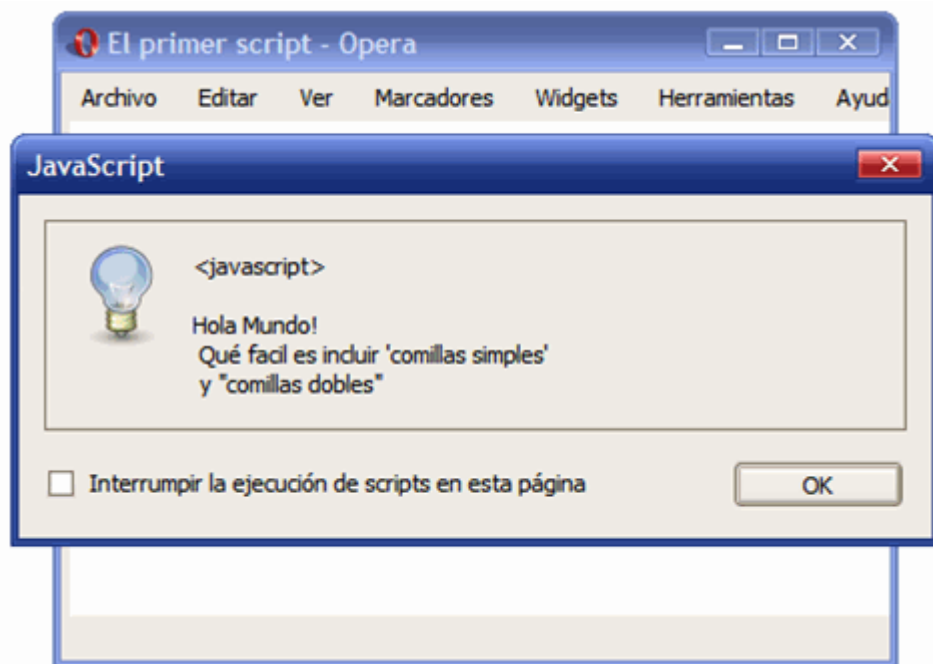 El primer script - Opera
Archivo Editar Ver Marcadores Widgets Herramientas Ayud
JavaScript
<javascript>
Hola Mundo!
Qué facil es incluir 'comillas simples'
y "comillas dobles"
Interrumpir la ejecución de scripts en esta página
OK